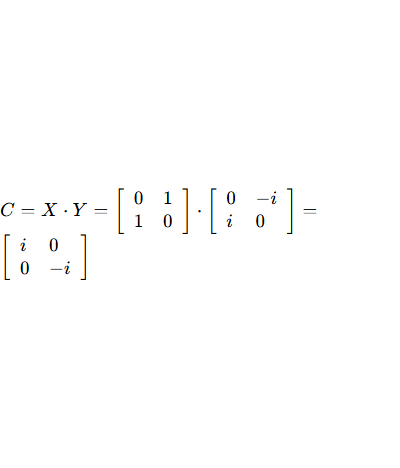 C = X · Y = [ 0 1 ; 1 0 ] · [ 0 −i ; i 0 ] =
[ i 0 ; 0 −i ]